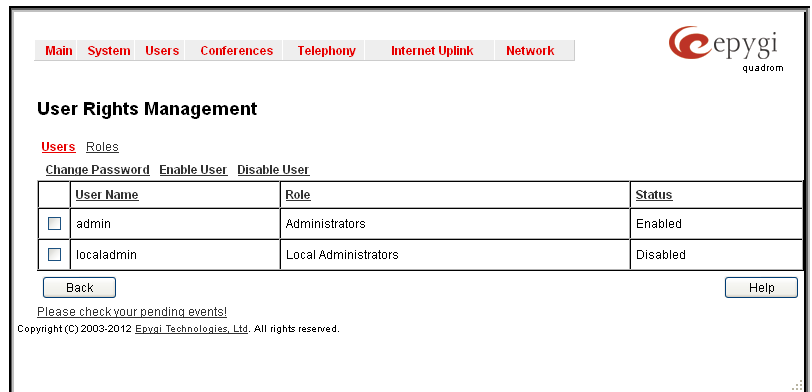 Main System Users Conferences Telephony Internet Uplink Network
epygi
quadrom
User Rights Management
Users Roles
Change Password Enable User Disable User
User Name Role Status
admin Administrators Enabled
localadmin Local Administrators Disabled
Back Help
Please check your pending events!
Copyright (C) 2003-2012 Epygi Technologies, Ltd. All rights reserved.